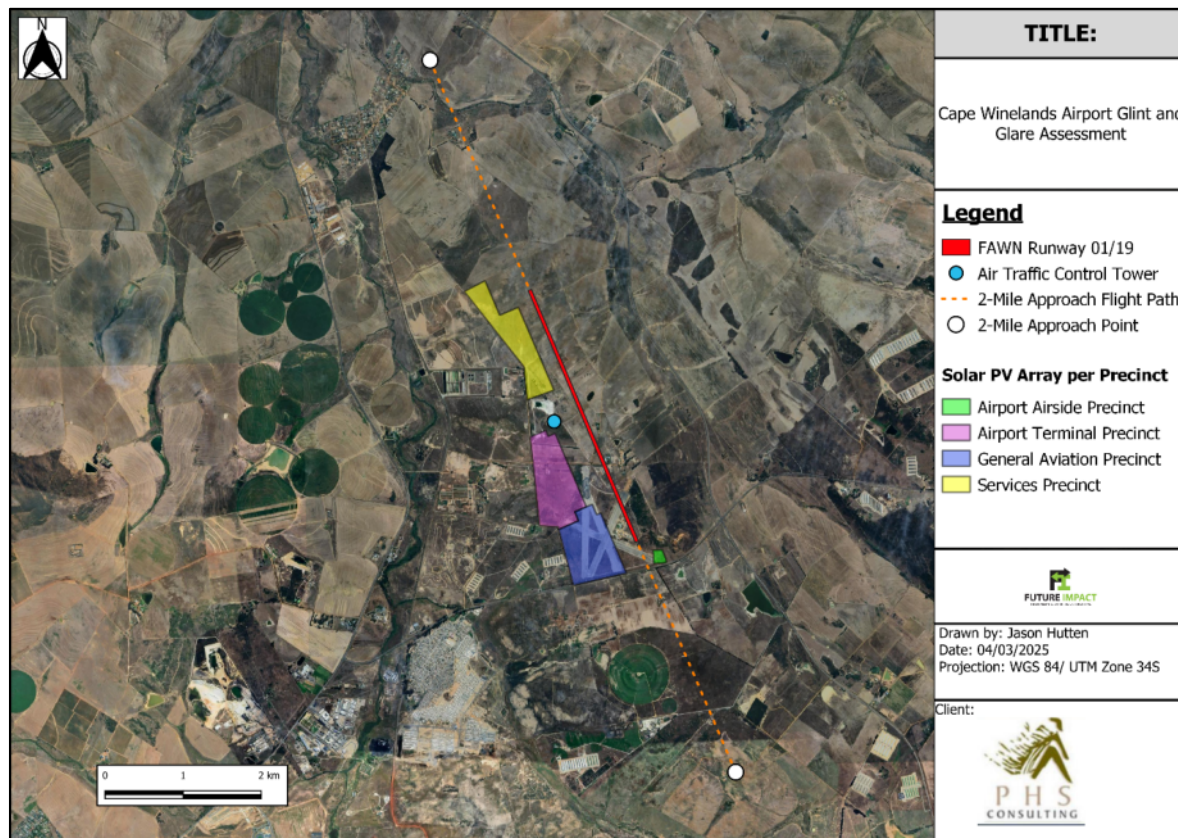 N
TITLE:
Cape Winelands Airport Glint and
Glare Assessment
Legend
FAWN Runway 01/19
Air Traffic Control Tower
2-Mile Approach Flight Path
2-Mile Approach Point
Solar PV Array per Precinct
Airport Airside Precinct
Airport Terminal Precinct
General Aviation Precinct
Services Precinct
FUTURE IMPACT
Drawn by: Jason Hutten
Date: 04/03/2025
Projection: WGS 84/ UTM Zone 34S
Client:
PHS
CONSULTING
0 1 2 km